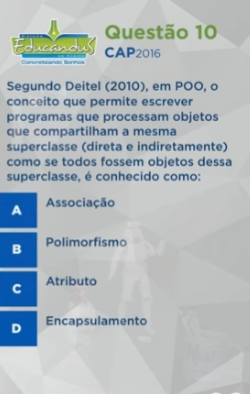 Educandus
Concretizando Sonhos
Questão 10
CAP2016
Segundo Deitel (2010), em POO, o
conceito que permite escrever
programas que processam objetos
que compartilham a mesma
superclasse (direta e indiretamente)
como se todos fossem objetos dessa
superclasse, é conhecido como:
A Associação
B Polimorfismo
C Atributo
D Encapsulamento